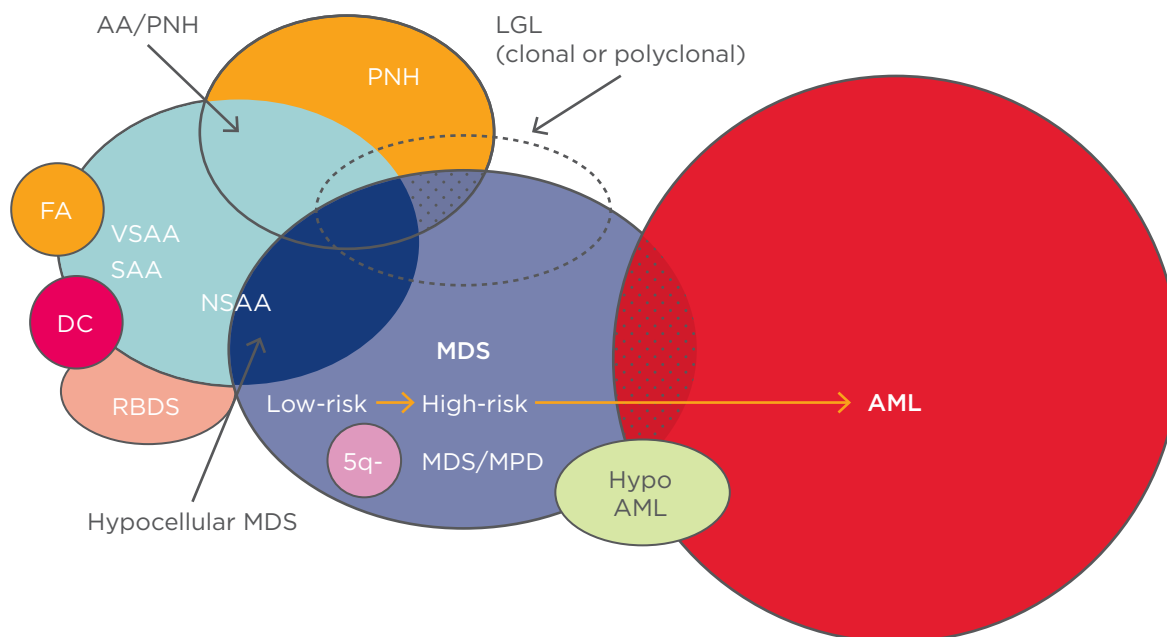 AA/PNH
LGL
(clonal or polyclonal)
PNH
FA
VSAA
SAA
NSAA
DC
MDS
RBDS
Low-risk
High-risk
AML
5q-
MDS/MPD
Hypo
AML
Hypocellular MDS